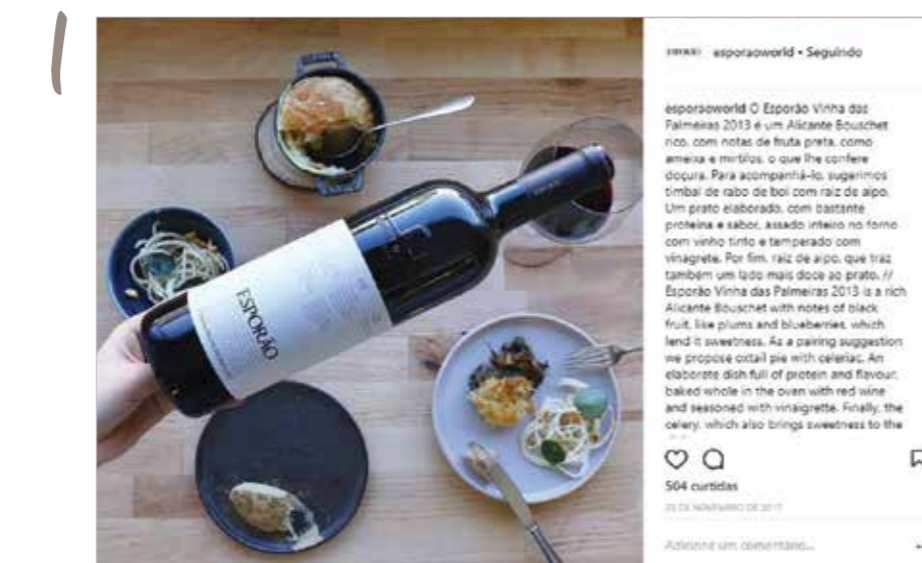 esporaoworld • Seguindo
esporaoworld O Esporão Vinha das
Palmeiras 2013 é um Alicante Bouschet
rico, com notas de fruta preta, como
ameixa e mirtilos, o que lhe confere
doçura. Para acompanhá-lo, sugerimos
timbal de rabo de boi com raiz de aipo.
Um prato elaborado, com bastante
proteína e sabor, assado inteiro no forno
com vinho tinto e temperado com
vinagrete. Por fim, raiz de aipo, que traz
também um lado mais doce ao prato. //
Esporão Vinha das Palmeiras 2013 is a rich
Alicante Bouschet with notes of black
fruit, like plums and blueberries, which
lend it sweetness. As a pairing suggestion
we propose oxtail pie with celeriac. An
elaborate dish full of protein and flavour,
baked whole in the oven with red wine
and seasoned with vinaigrette. Finally, the
celery, which also brings sweetness to the
504 curtidas
DE NOVEMBRO DE 2017
Adicione um comentário...
ESPORÃO